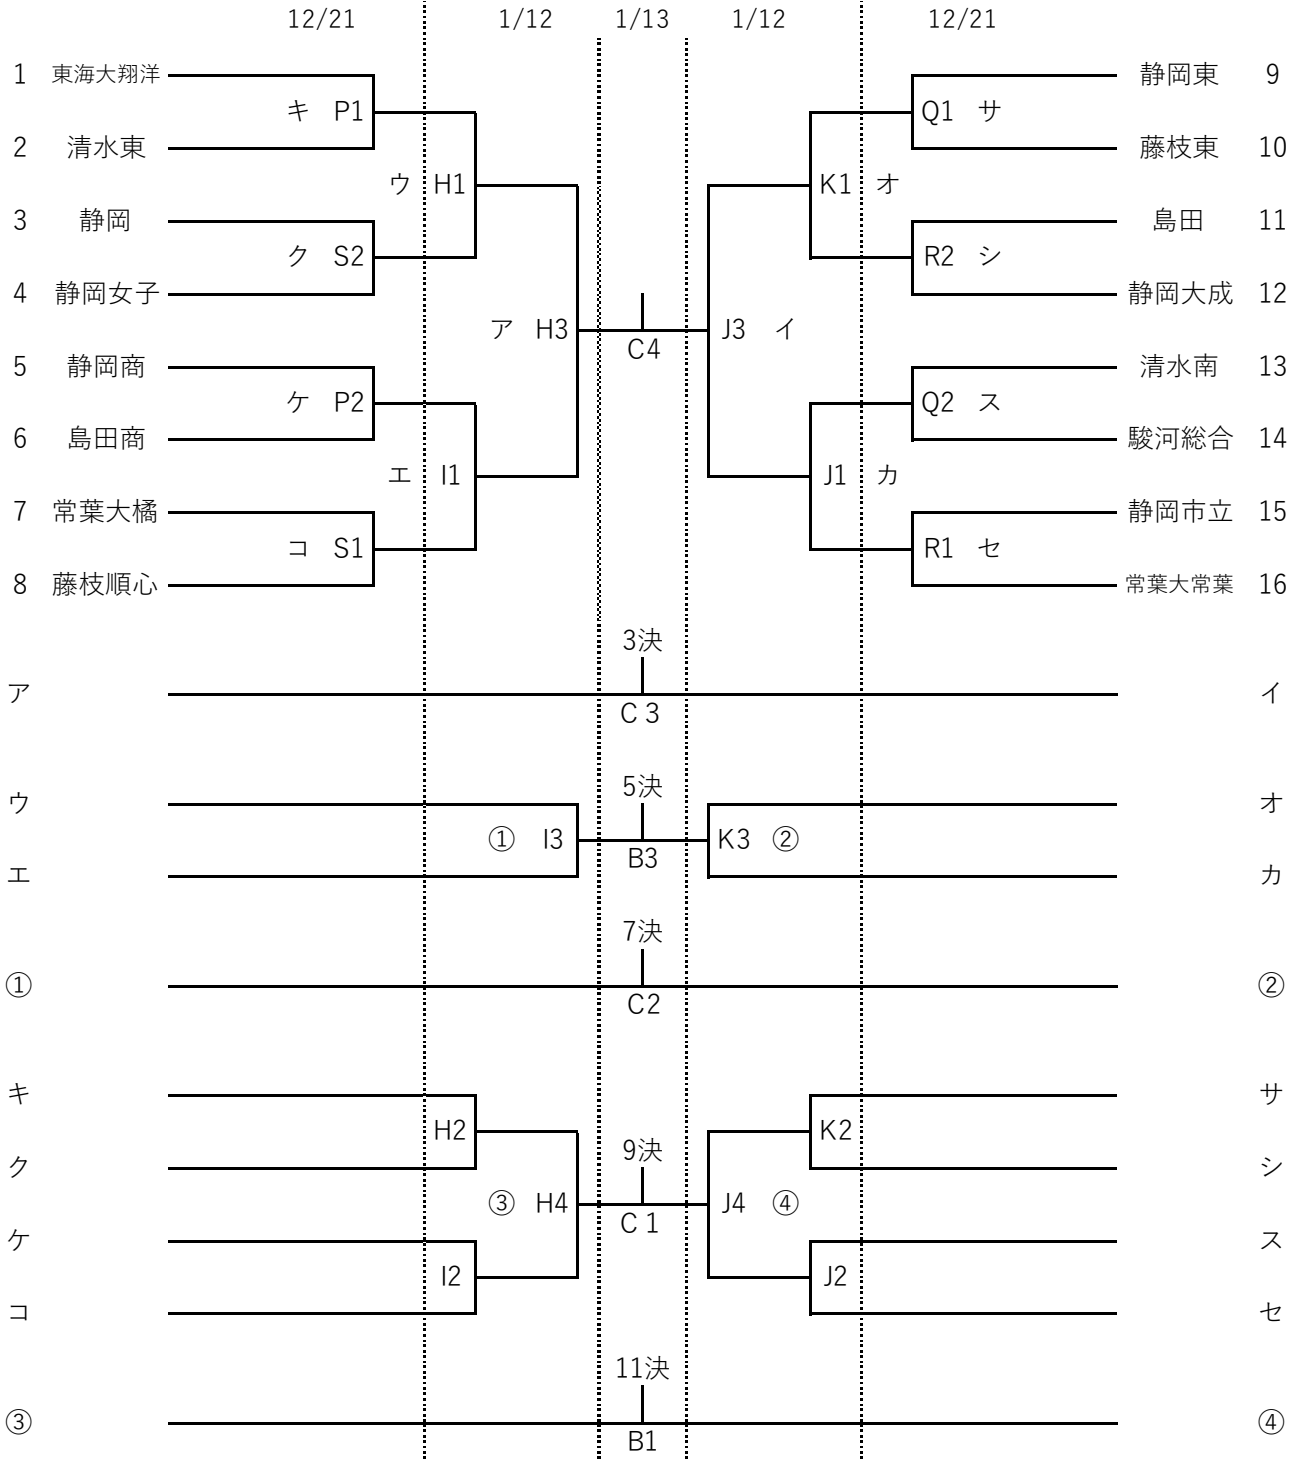 12/21 1/12 1/13 1/12 12/21
1 東海大翔洋 静岡東 9
キ P1 Q1 サ
2 清水東 藤枝東 10
ウ H1 K1 オ
3 静岡 島田 11
ク S2 R2 シ
4 静岡女子 静岡大成 12
ア H3 J3 イ
C4
5 静岡商 清水南 13
ケ P2 Q2 ス
6 島田商 駿河総合 14
エ I1 J1 カ
7 常葉大橘 静岡市立 15
コ S1 R1 セ
8 藤枝順心 常葉大常葉 16
3決
ア イ
C 3
5決
ウ オ
① I3 K3 ②
B3
エ カ
7決
① ②
C2
キ サ
H2 K2
9決
ク シ
③ H4 J4 ④
C 1
ケ ス
I2 J2
コ セ
11決
③ ④
B1